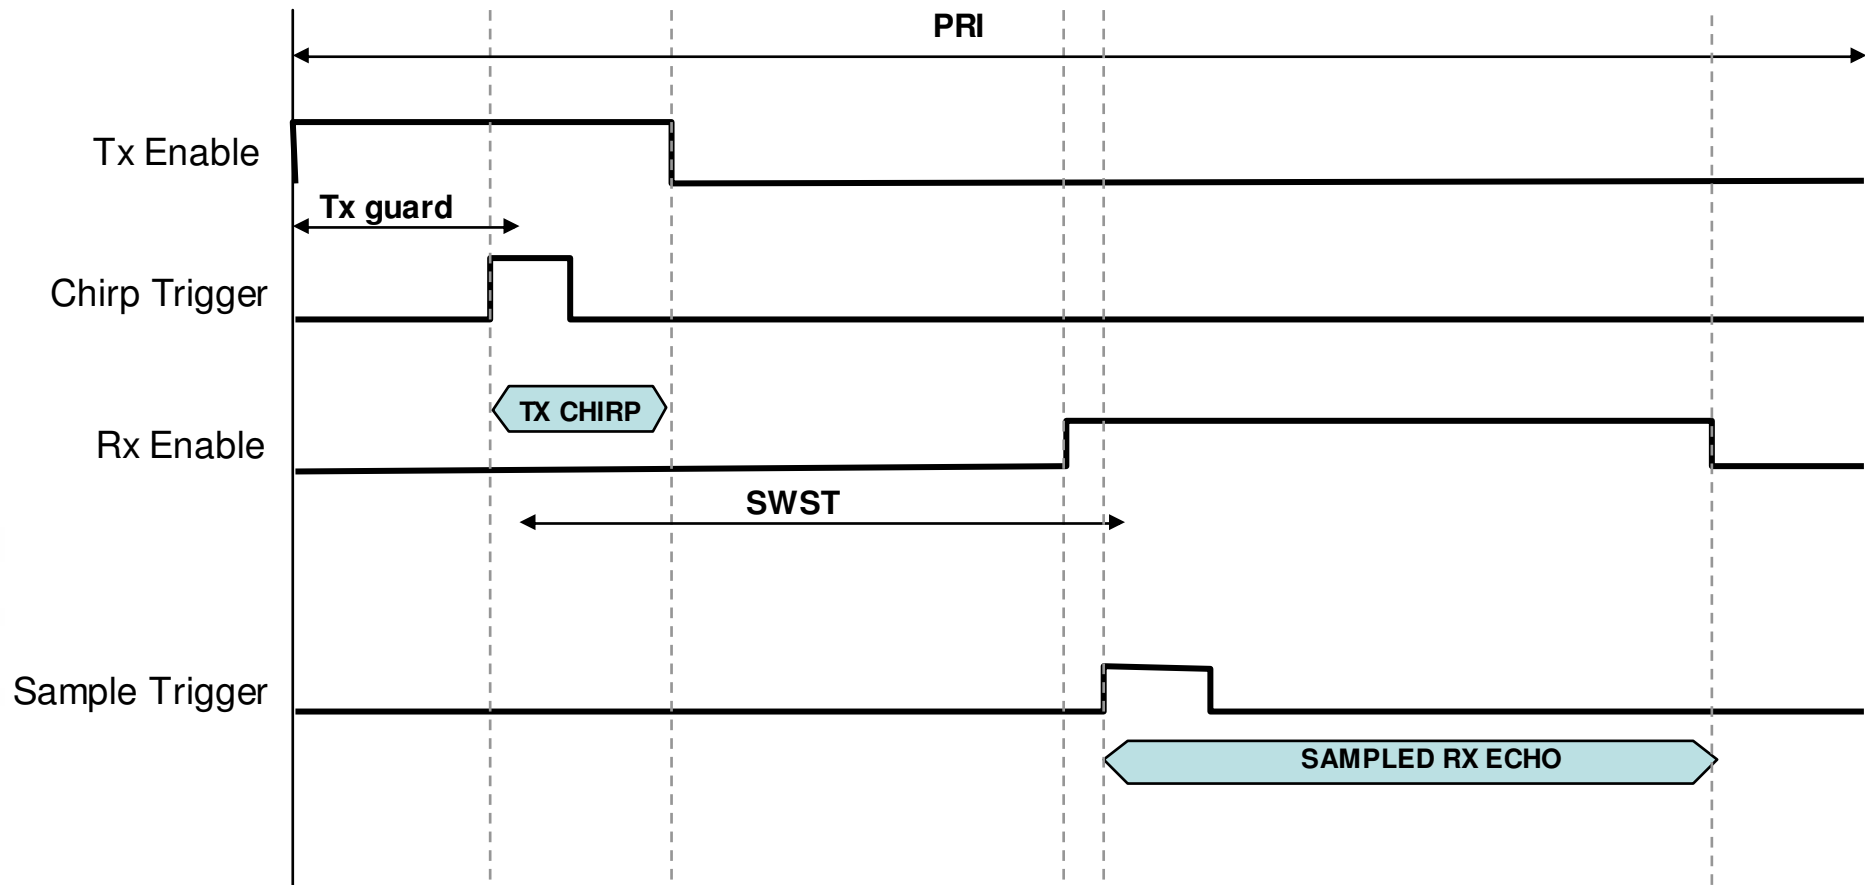 PRI
Tx Enable
Tx guard
Chirp Trigger
TX CHIRP
Rx Enable
SWST
Sample Trigger
SAMPLED RX ECHO